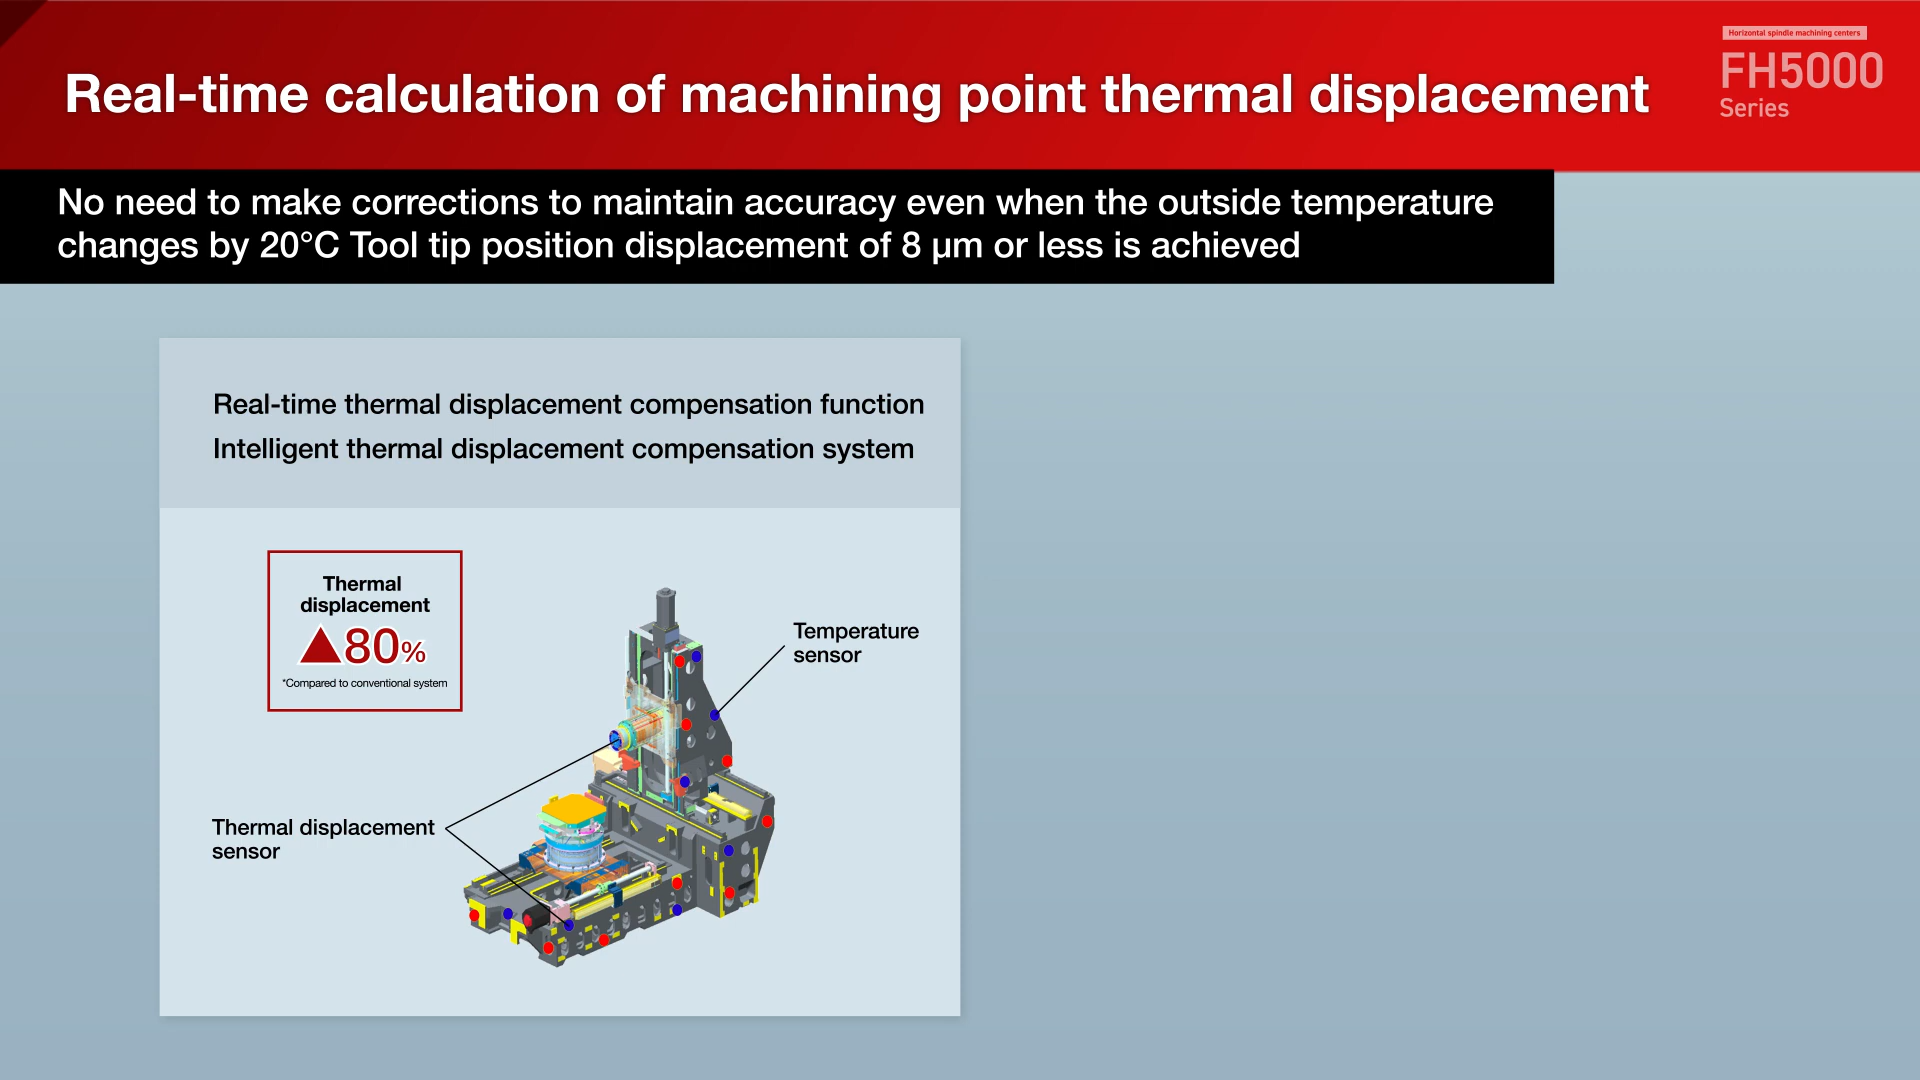 Real-time calculation of machining point thermal displacement
Horizontal spindle machining centers
FH5000
Series
No need to make corrections to maintain accuracy even when the outside temperature
changes by 20°C Tool tip position displacement of 8 µm or less is achieved
Real-time thermal displacement compensation function
Intelligent thermal displacement compensation system
Thermal
displacement
▲80%
*Compared to conventional system
Temperature
sensor
Thermal displacement
sensor